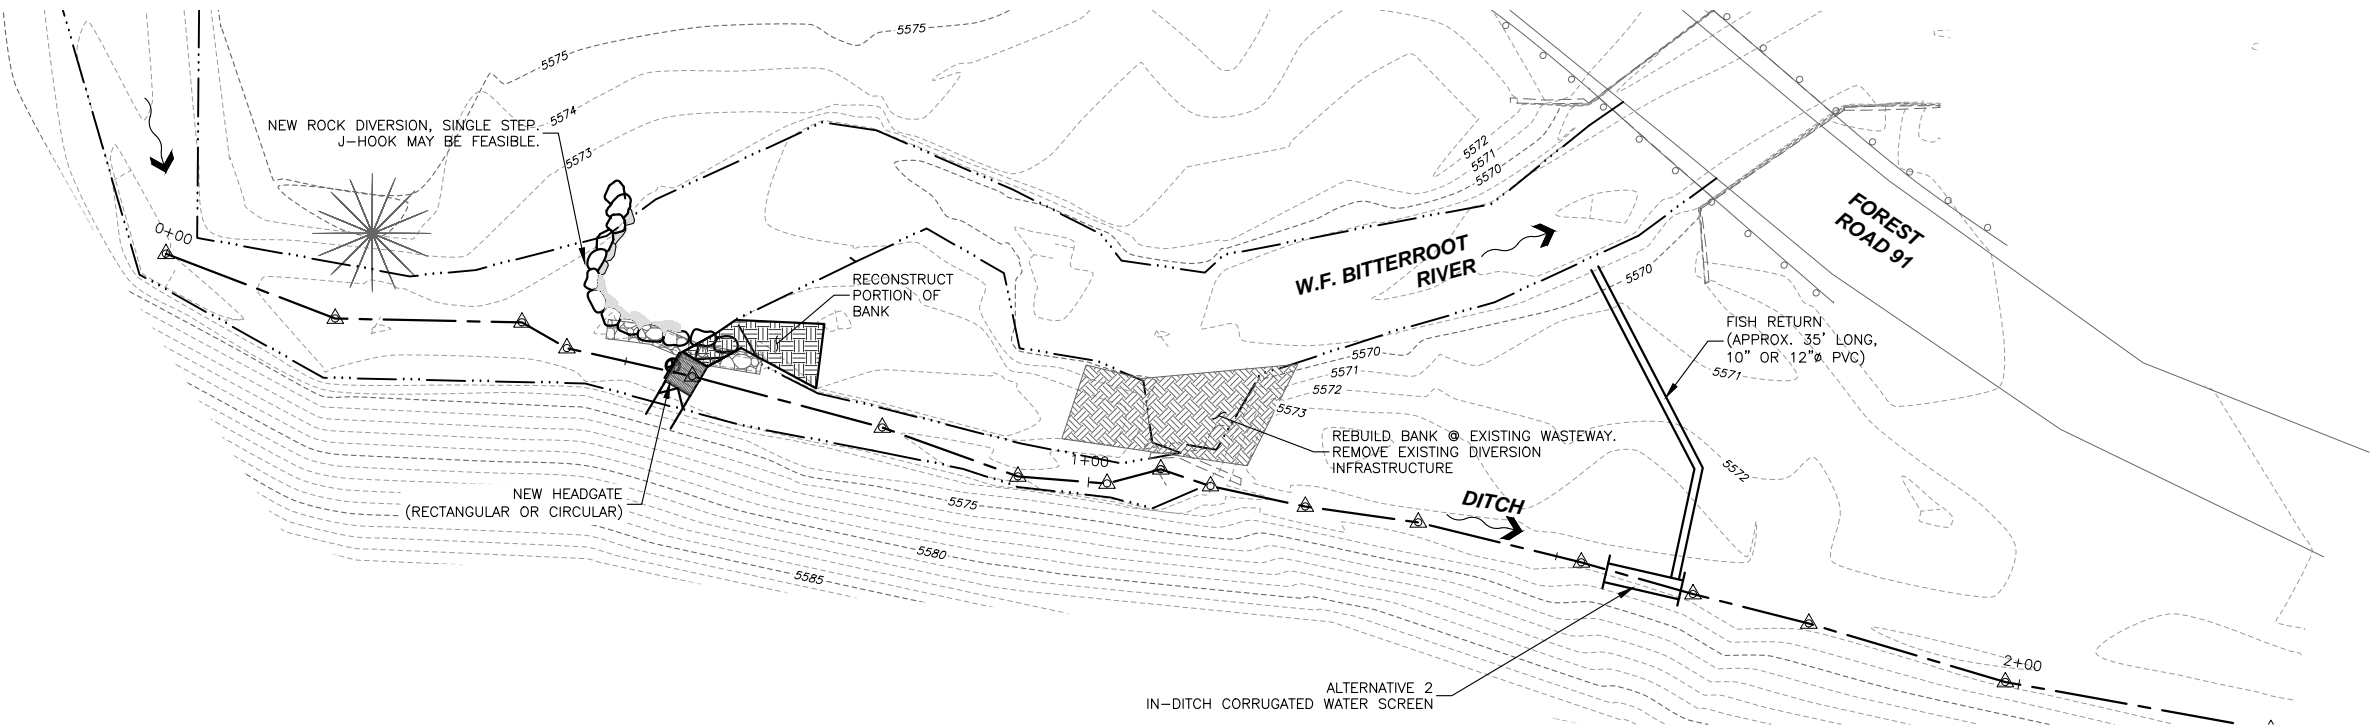 5575
5575
5574
5573
NEW ROCK DIVERSION, SINGLE STEP.
J-HOOK MAY BE FEASIBLE.
0+00
5572
5571
5570
FOREST
ROAD 91
W.F. BITTERROOT
RIVER
5570
RECONSTRUCT
PORTION OF
BANK
FISH RETURN
(APPROX. 35' LONG,
10" OR 12"ø PVC)
5571
5570
5571
5572
5573
REBUILD BANK @ EXISTING WASTEWAY.
REMOVE EXISTING DIVERSION
INFRASTRUCTURE
1+00
5572
NEW HEADGATE
(RECTANGULAR OR CIRCULAR)
DITCH
5575
5580
5585
2+00
ALTERNATIVE 2
IN-DITCH CORRUGATED WATER SCREEN